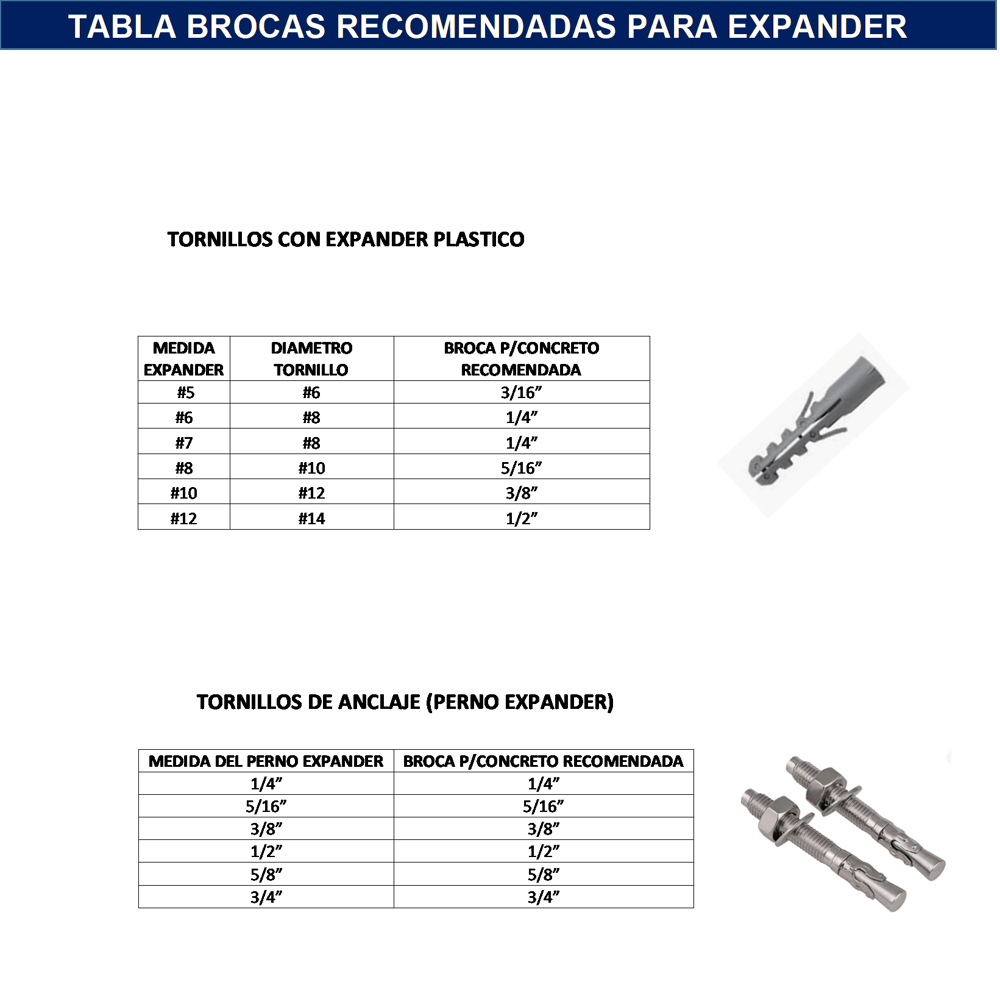 TABLA BROCAS RECOMENDADAS PARA EXPANDER
TORNILLOS CON EXPANDER PLASTICO
MEDIDA EXPANDER DIAMETRO TORNILLO BROCA P/CONCRETO RECOMENDADA
#5 #6 3/16”
#6 #8 1/4”
#7 #8 1/4”
#8 #10 5/16”
#10 #12 3/8”
#12 #14 1/2”
TORNILLOS DE ANCLAJE (PERNO EXPANDER)
MEDIDA DEL PERNO EXPANDER BROCA P/CONCRETO RECOMENDADA
1/4” 1/4”
5/16” 5/16”
3/8” 3/8”
1/2” 1/2”
5/8” 5/8”
3/4” 3/4”